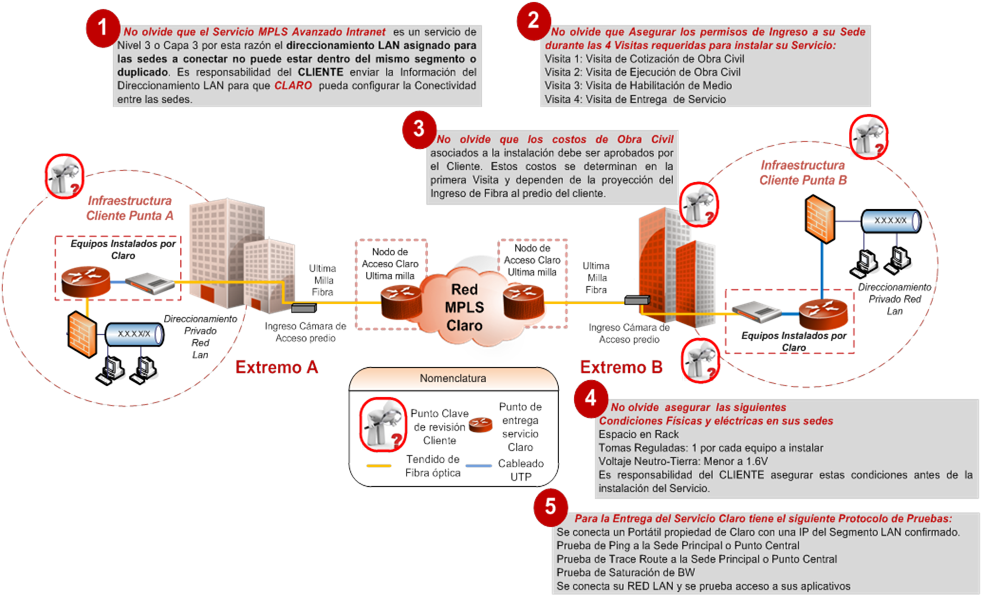 1
No olvide que el Servicio MPLS Avanzado Intranet es un servicio de
Nivel 3 o Capa 3 por esta razón el direccionamiento LAN asignado para
las sedes a conectar no puede estar dentro del mismo segmento o
duplicado. Es responsabilidad del CLIENTE enviar la Información del
Direccionamiento LAN para que CLARO pueda configurar la Conectividad
entre las sedes.
2
No olvide que Asegurar los permisos de Ingreso a su Sede
durante las 4 Visitas requeridas para instalar su Servicio:
Visita 1: Visita de Cotización de Obra Civil
Visita 2: Visita de Ejecución de Obra Civil
Visita 3: Visita de Habilitación de Medio
Visita 4: Visita de Entrega de Servicio
3
No olvide que los costos de Obra Civil
asociados a la instalación debe ser aprobados por
el Cliente. Estos costos se determinan en la
primera Visita y dependen de la proyección del
Ingreso de Fibra al predio del cliente.
?
Infraestructura
Cliente Punta A
Equipos Instalados por
Claro
X.X.X.X/X
Direccionamiento
Privado
Red
Lan
Ultima
Milla
Fibra
Ingreso Cámara de
Acceso predio
Extremo A
Nodo de
Acceso Claro
Ultima milla
Red
MPLS
Claro
Nodo de
Acceso Claro
Ultima milla
Ultima
Milla
Fibra
Ingreso Cámara de
Acceso predio
Extremo B
?
?
?
Infraestructura
Cliente Punta B
X.X.X.X/X
Direccionamiento
Privado Red
Lan
Equipos Instalados por
Claro
Nomenclatura
?
Punto Clave
de revisión
Cliente
Punto de
entrega
servicio
Claro
Tendido de
Fibra óptica
Cableado
UTP
4
No olvide asegurar las siguientes
Condiciones Físicas y eléctricas en sus sedes
Espacio en Rack
Tomas Reguladas: 1 por cada equipo a instalar
Voltaje Neutro-Tierra: Menor a 1.6V
Es responsabilidad del CLIENTE asegurar estas condiciones antes de la
instalación del Servicio.
5
Para la Entrega del Servicio Claro tiene el siguiente Protocolo de Pruebas:
Se conecta un Portátil propiedad de Claro con una IP del Segmento LAN confirmado.
Prueba de Ping a la Sede Principal o Punto Central
Prueba de Trace Route a la Sede Principal o Punto Central
Prueba de Saturación de BW
Se conecta su RED LAN y se prueba acceso a sus aplicativos